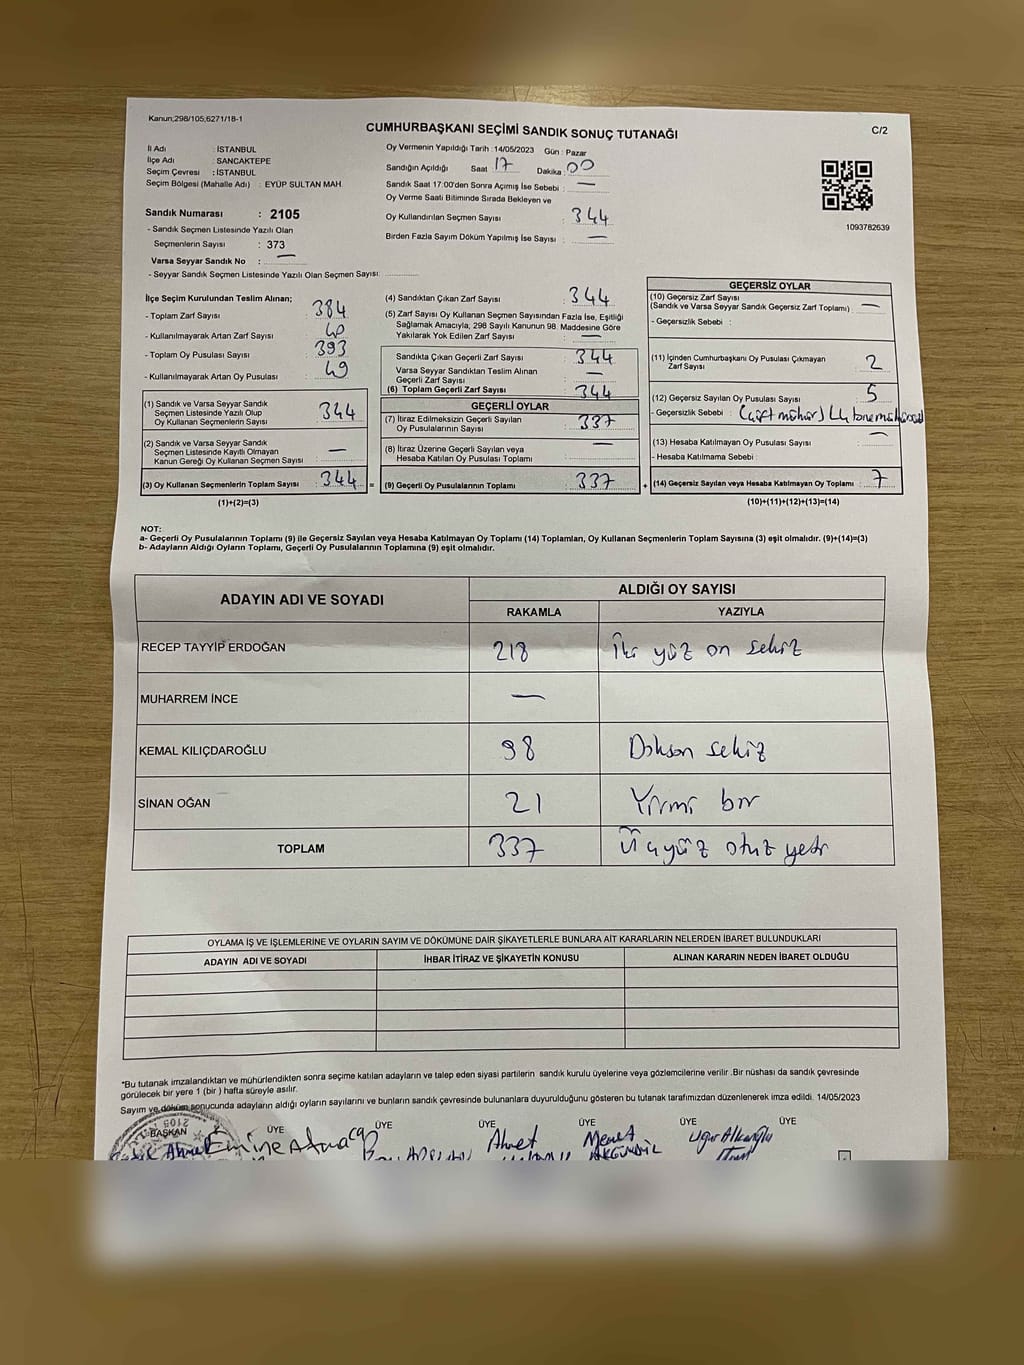 Kanun;298/105,6271/18-1
CUMHURBAŞKANI SEÇİMİ SANDIK SONUÇ TUTANAĞI
C/2
İl Adı : İSTANBUL
İlçe Adı : SANCAKTEPE
Seçim Çevresi : İSTANBUL
Seçim Bölgesi (Mahalle Adı) : EYÜP SULTAN MAH.
Sandık Numarası : 2105
- Sandık Seçmen Listesinde Yazılı Olan
Seçmenlerin Sayısı : 373
Varsa Seyyar Sandık No : —
- Seyyar Sandık Seçmen Listesinde Yazılı Olan Seçmen Sayısı:
Oy Vermenin Yapıldığı Tarih : 14/05/2023 Gün : Pazar
Sandığın Açıldığı Saat : 17 Dakika : 00
Sandık Saat 17:00'den Sonra Açımış İse Sebebi : —
Oy Verme Saati Bitiminde Sırada Bekleyen ve
Oy Kullandırılan Seçmen Sayısı : 344
Birden Fazla Sayım Döküm Yapılmış İse Sayısı : —
1093782639
İlçe Seçim Kurulundan Teslim Alınan;
- Toplam Zarf Sayısı : 384
- Kullanılmayarak Artan Zarf Sayısı : 40
- Toplam Oy Pusulası Sayısı : 393
- Kullanılmayarak Artan Oy Pusulası : 49
(1) Sandık ve Varsa Seyyar Sandık
Seçmen Listesinde Yazılı Olup
Oy Kullanan Seçmenlerin Sayısı : 344
(2) Sandık ve Varsa Seyyar Sandık
Seçmen Listesinde Kayıtlı Olmayan
Kanun Gereği Oy Kullanan Seçmen Sayısı : —
(3) Oy Kullanan Seçmenlerin Toplam Sayısı : 344 =
(1)+(2)=(3)
(4) Sandıktan Çıkan Zarf Sayısı : 344
(5) Zarf Sayısı Oy Kullanan Seçmen Sayısından Fazla İse, Eşitliği
Sağlamak Amacıyla, 298 Sayılı Kanunun 98. Maddesine Göre
Yakılarak Yok Edilen Zarf Sayısı : —
Sandıkta Çıkan Geçerli Zarf Sayısı : 344
Varsa Seyyar Sandıktan Teslim Alınan
Geçerli Zarf Sayısı : —
(6) Toplam Geçerli Zarf Sayısı : 344
GEÇERLİ OYLAR
(7) İtiraz Edilmeksizin Geçerli Sayılan
Oy Pusulalarının Sayısı : 337
(8) İtiraz Üzerine Geçerli Sayılan veya
Hesaba Katılan Oy Pusulası Toplamı : —
(9) Geçerli Oy Pusulalarının Toplamı : 337 +
GEÇERSİZ OYLAR
(10) Geçersiz Zarf Sayısı
(Sandık ve Varsa Seyyar Sandık Geçersiz Zarf Toplamı) : —
- Geçersizlik Sebebi :
(11) İçinden Cumhurbaşkanı Oy Pusulası Çıkmayan
Zarf Sayısı : 2
(12) Geçersiz Sayılan Oy Pusulası Sayısı : 5
- Geçersizlik Sebebi : (çift mühür)
(13) Hesaba Katılmayan Oy Pusulası Sayısı : —
- Hesaba Katılmama Sebebi :
(14) Geçersiz Sayılan veya Hesaba Katılmayan Oy Toplamı : 7
(10)+(11)+(12)+(13)=(14)
NOT:
a- Geçerli Oy Pusulalarının Toplamı (9) ile Geçersiz Sayılan veya Hesaba Katılmayan Oy Toplamı (14) Toplamları, Oy Kullanan Seçmenlerin Toplam Sayısına (3) eşit olmalıdır. (9)+(14)=(3)
b- Adayların Aldığı Oyların Toplamı, Geçerli Oy Pusulalarının Toplamına (9) eşit olmalıdır.
ADAYIN ADI VE SOYADI
ALDIĞI OY SAYISI
RAKAMLA YAZIYLA
RECEP TAYYİP ERDOĞAN 218 İki yüz on sekiz
MUHARREM İNCE —
KEMAL KILIÇDAROĞLU 98 Doksan sekiz
SİNAN OĞAN 21 Yirmi bir
TOPLAM 337 Üçyüz otuz yedi
OYLAMA İŞ VE İŞLEMLERİNE VE OYLARIN SAYIM VE DÖKÜMÜNE DAİR ŞİKAYETLERLE BUNLARA AİT KARARLARIN NELERDEN İBARET BULUNDUKLARI
ADAYIN ADI VE SOYADI İHBAR İTİRAZ VE ŞİKAYETİN KONUSU ALINAN KARARIN NEDEN İBARET OLDUĞU
*Bu tutanak imzalandıktan ve mühürlendikten sonra seçime katılan adayların ve talep eden siyasi partilerin sandık kurulu üyelerine veya gözlemcilerine verilir .Bir nüshası da sandık çevresinde
görülecek bir yere 1 (bir ) hafta süreyle asılır.
Sayım ve döküm sonucunda adayların aldığı oyların sayılarını ve bunların sandık çevresinde bulunanlara duyurulduğunu gösteren bu tutanak tarafımızdan düzenlenerek imza edildi. 14/05/2023
2105
BAŞKAN ÜYE ÜYE ÜYE ÜYE ÜYE ÜYE
Emine Atmaca Ahmet Memet AKGÜNDÜZ Uğur Alkanoğlu